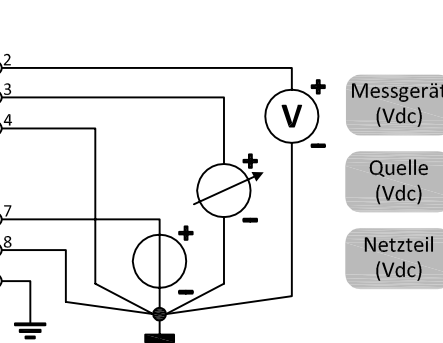 2
3
4
7
8
+
V
−
+
−
+
−
Messgerät
(Vdc)
Quelle
(Vdc)
Netzteil
(Vdc)